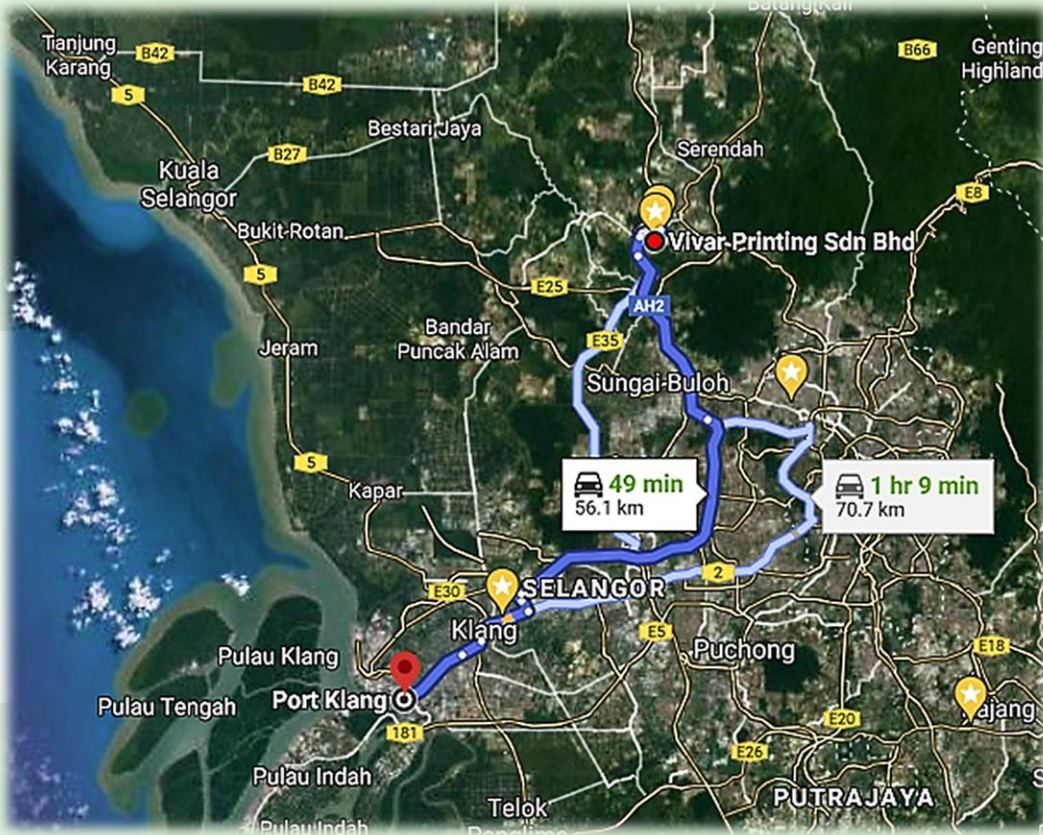 Batang Kali
Tanjung
Karang
B42
B66
Genting
Highland
B42
5
Bestari Jaya
Serendah
B27
Kuala
Selangor
E8
Bukit Rotan
Vivar Printing Sdn Bhd
5
E25
AH2
Bandar
Puncak Alam
E35
Jeram
Sungai Buloh
5
Kapar
49 min
56.1 km
1 hr 9 min
70.7 km
2
E30
SELANGOR
Klang
E5
Puchong
E18
Pulau Klang
Port Klang
Pulau Tengah
181
E20
ajang
E26
Pulau Indah
PUTRAJAYA
Telok
Pulau Indah